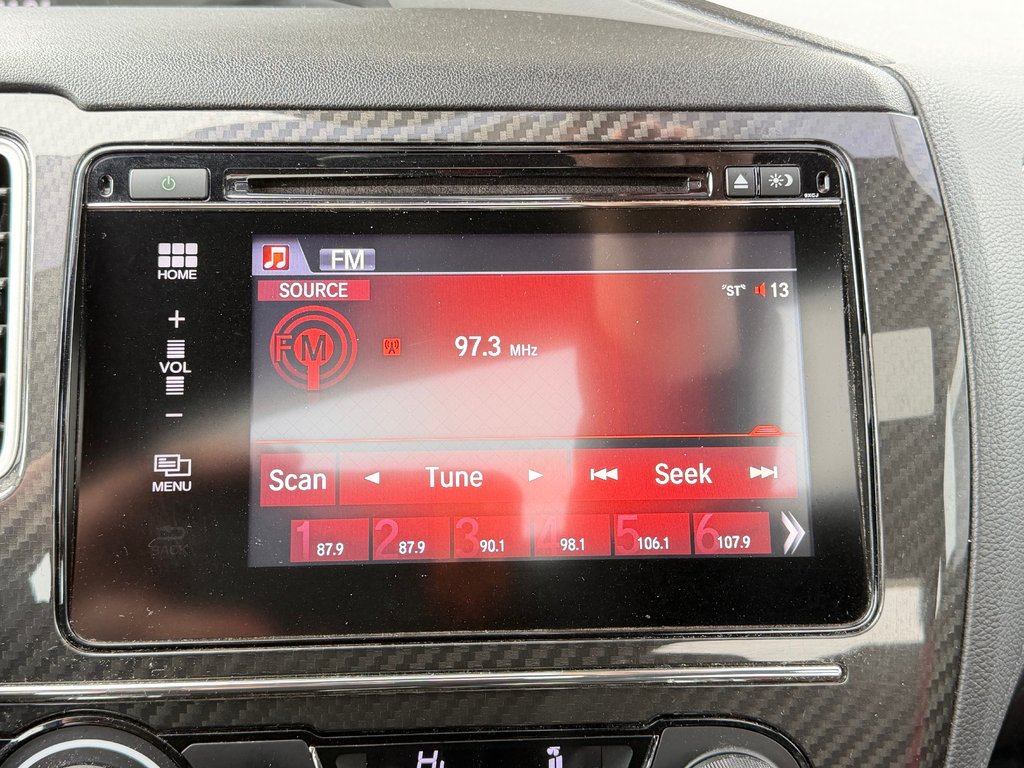 FM
HOME
SOURCE
"ST" 13
+
VOL
−
FM
97.3 MHz
MENU
Scan Tune Seek
BACK
1 87.9 2 87.9 3 90.1 4 98.1 5 106.1 6 107.9
H